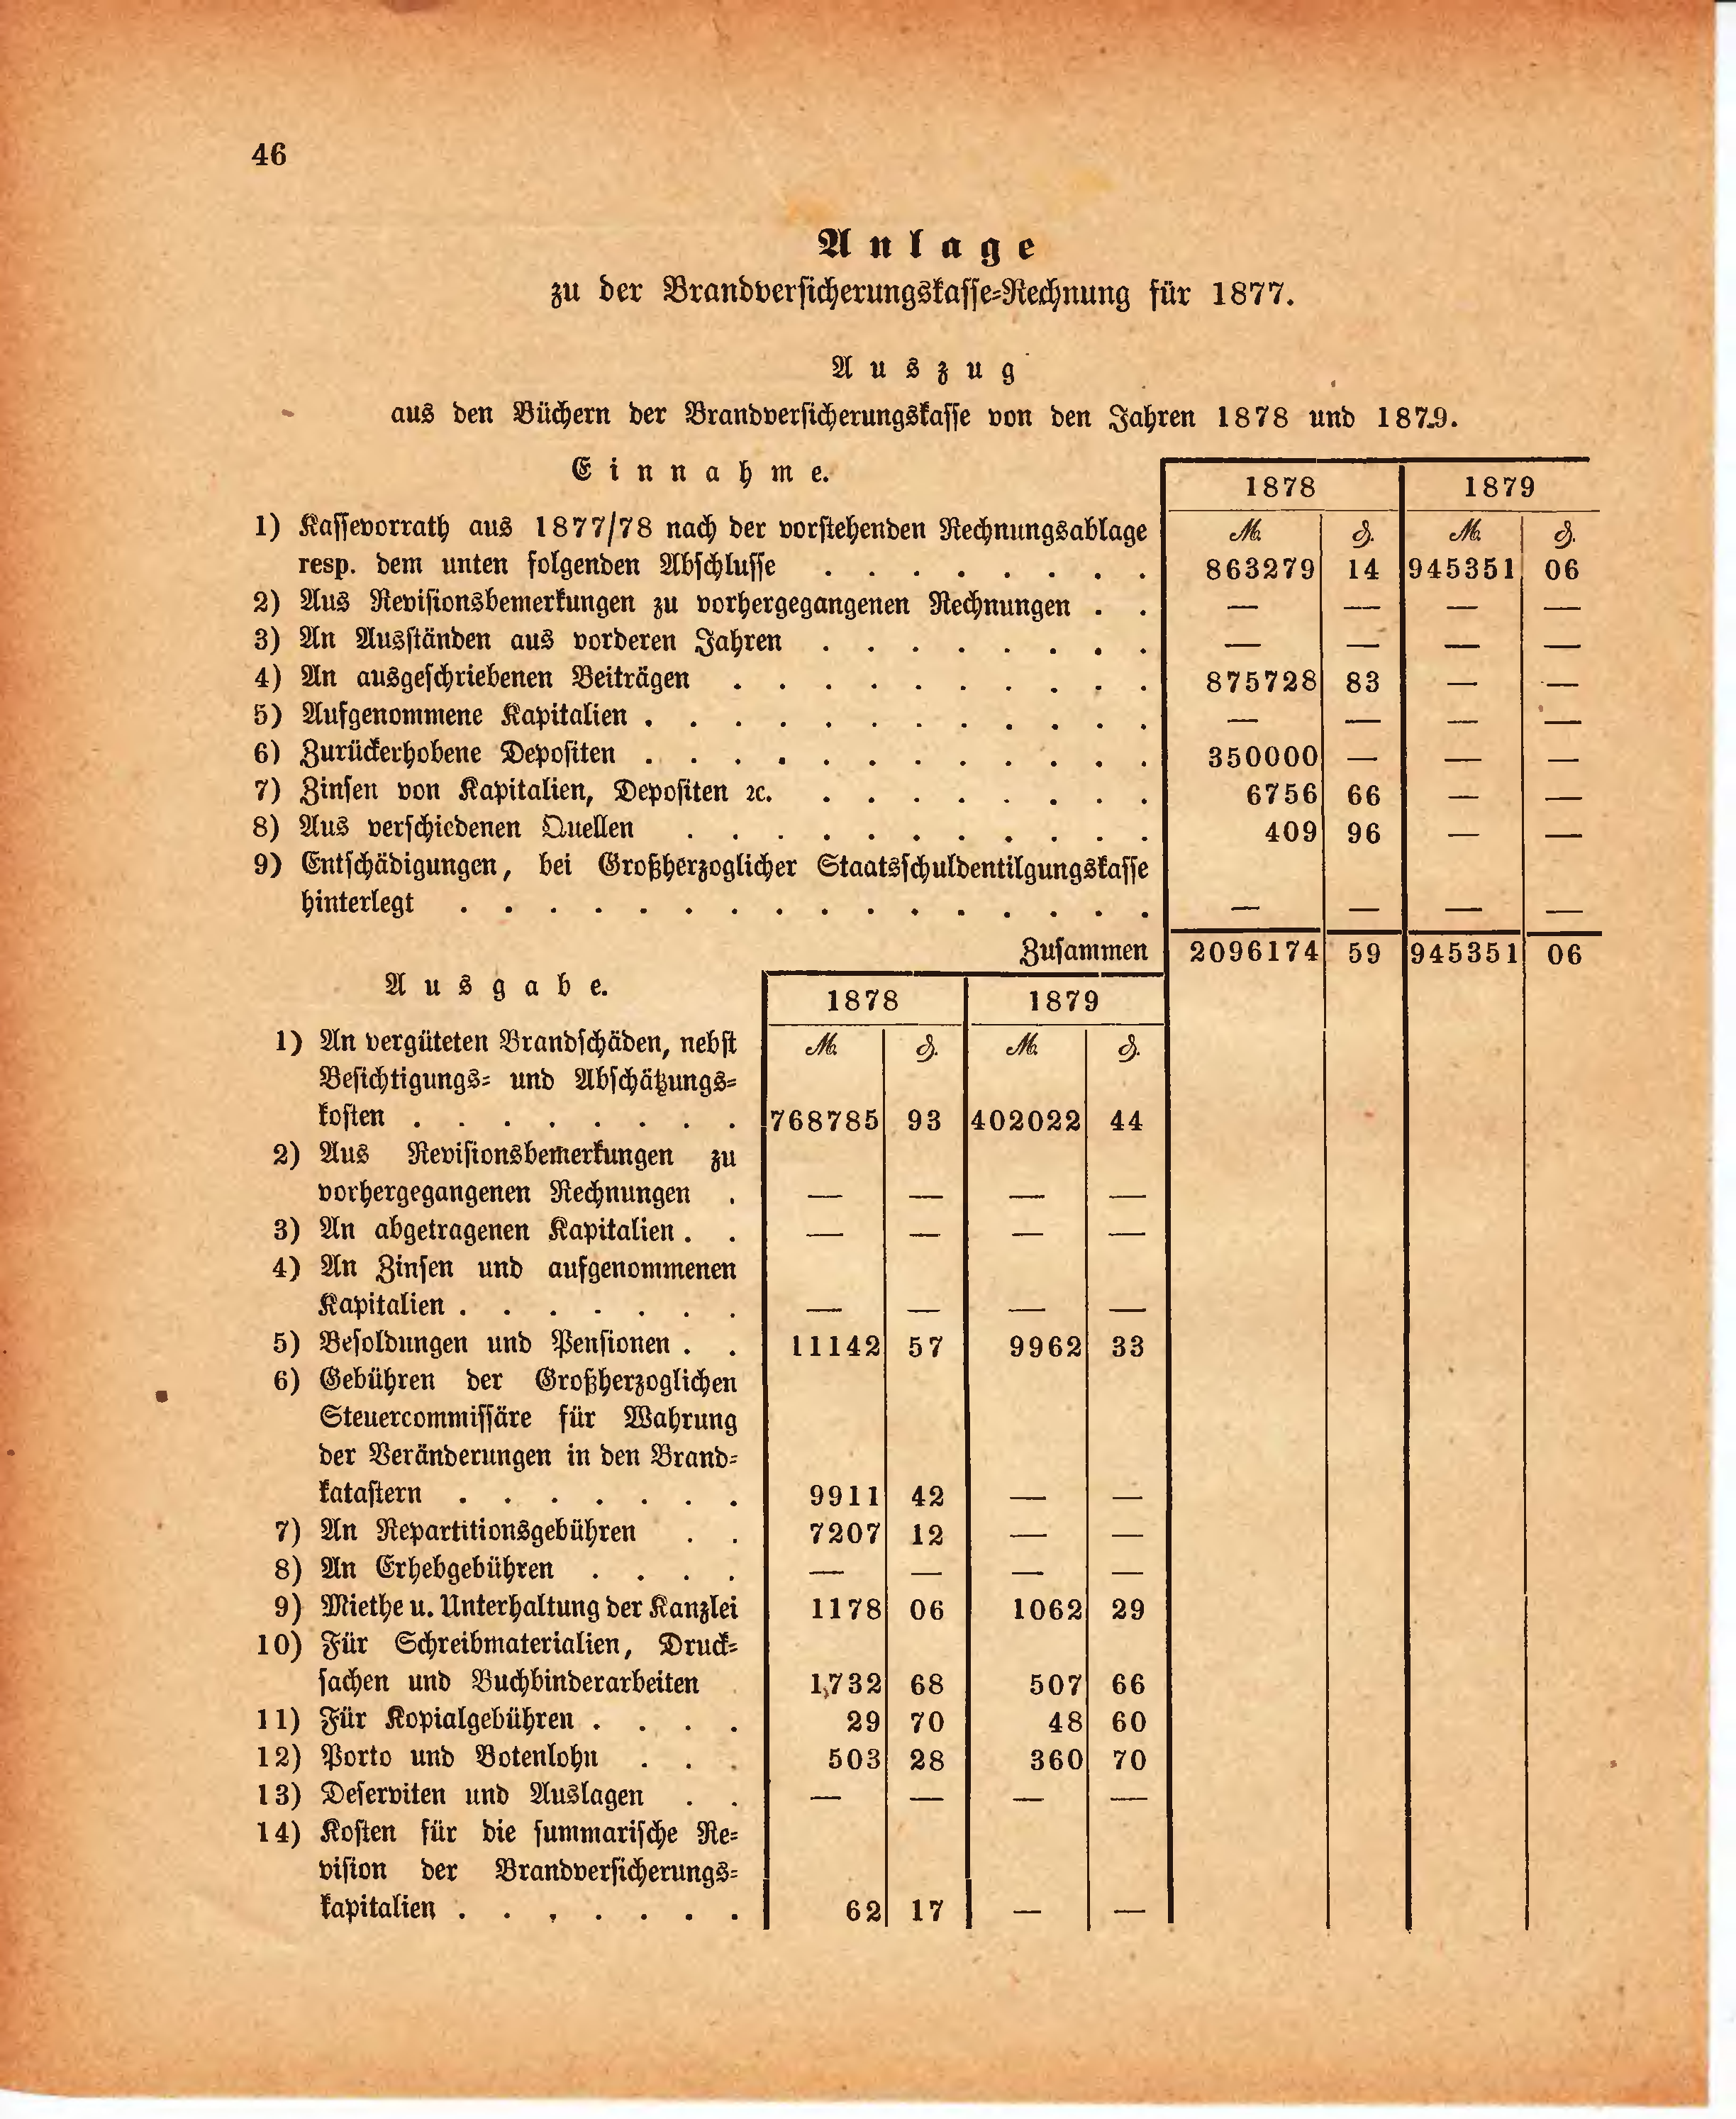 46
Anlage
zu der Brandversicherungskasse-Rechnung für 1877.
Auszug
aus den Büchern der Brandversicherungskasse von den Jahren 1878 und 1879.
Einnahme.
1878 1879
M. ₰. M. ₰.
1) Kassevorrath aus 1877/78 nach der vorstehenden Rechnungsablage
resp. dem unten folgenden Abschlusse . . . . . . . . 863279 14 945351 06
2) Aus Revisionsbemerkungen zu vorhergegangenen Rechnungen . . — — — —
3) An Ausständen aus vorderen Jahren . . . . . . . . — — — —
4) An ausgeschriebenen Beiträgen . . . . . . . . . . 875728 83 — —
5) Aufgenommene Kapitalien . . . . . . . . . . . . — — — —
6) Zurückerhobene Depositen . . . . . . . . . . . . 350000 — — —
7) Zinsen von Kapitalien, Depositen ꝛc. . . . . . . . . 6756 66 — —
8) Aus verschiedenen Quellen . . . . . . . . . . . 409 96 — —
9) Entschädigungen, bei Großherzoglicher Staatsschuldentilgungskasse
hinterlegt . . . . . . . . . . . . . . . . — — — —
Zusammen 2096174 59 945351 06
Ausgabe.
1878 1879
M. ₰. M. ₰.
1) An vergüteten Brandschäden, nebst
Besichtigungs- und Abschätzungs-
kosten . . . . . . . . 768785 93 402022 44
2) Aus Revisionsbemerkungen zu
vorhergegangenen Rechnungen . — — — —
3) An abgetragenen Kapitalien . . — — — —
4) An Zinsen und aufgenommenen
Kapitalien . . . . . . . — — — —
5) Besoldungen und Pensionen . . 11142 57 9962 33
6) Gebühren der Großherzoglichen
Steuercommissäre für Wahrung
der Veränderungen in den Brand-
katastern . . . . . . . 9911 42 — —
7) An Repartitionsgebühren . . 7207 12 — —
8) An Erhebgebühren . . . . — — — —
9) Miethe u. Unterhaltung der Kanzlei 1178 06 1062 29
10) Für Schreibmaterialien, Druck-
sachen und Buchbinderarbeiten 1732 68 507 66
11) Für Kopialgebühren . . . . 29 70 48 60
12) Porto und Botenlohn . . . 503 28 360 70
13) Deserviten und Auslagen . . — — — —
14) Kosten für die summarische Re-
vision der Brandversicherungs-
kapitalien . . . . . . . 62 17 — —